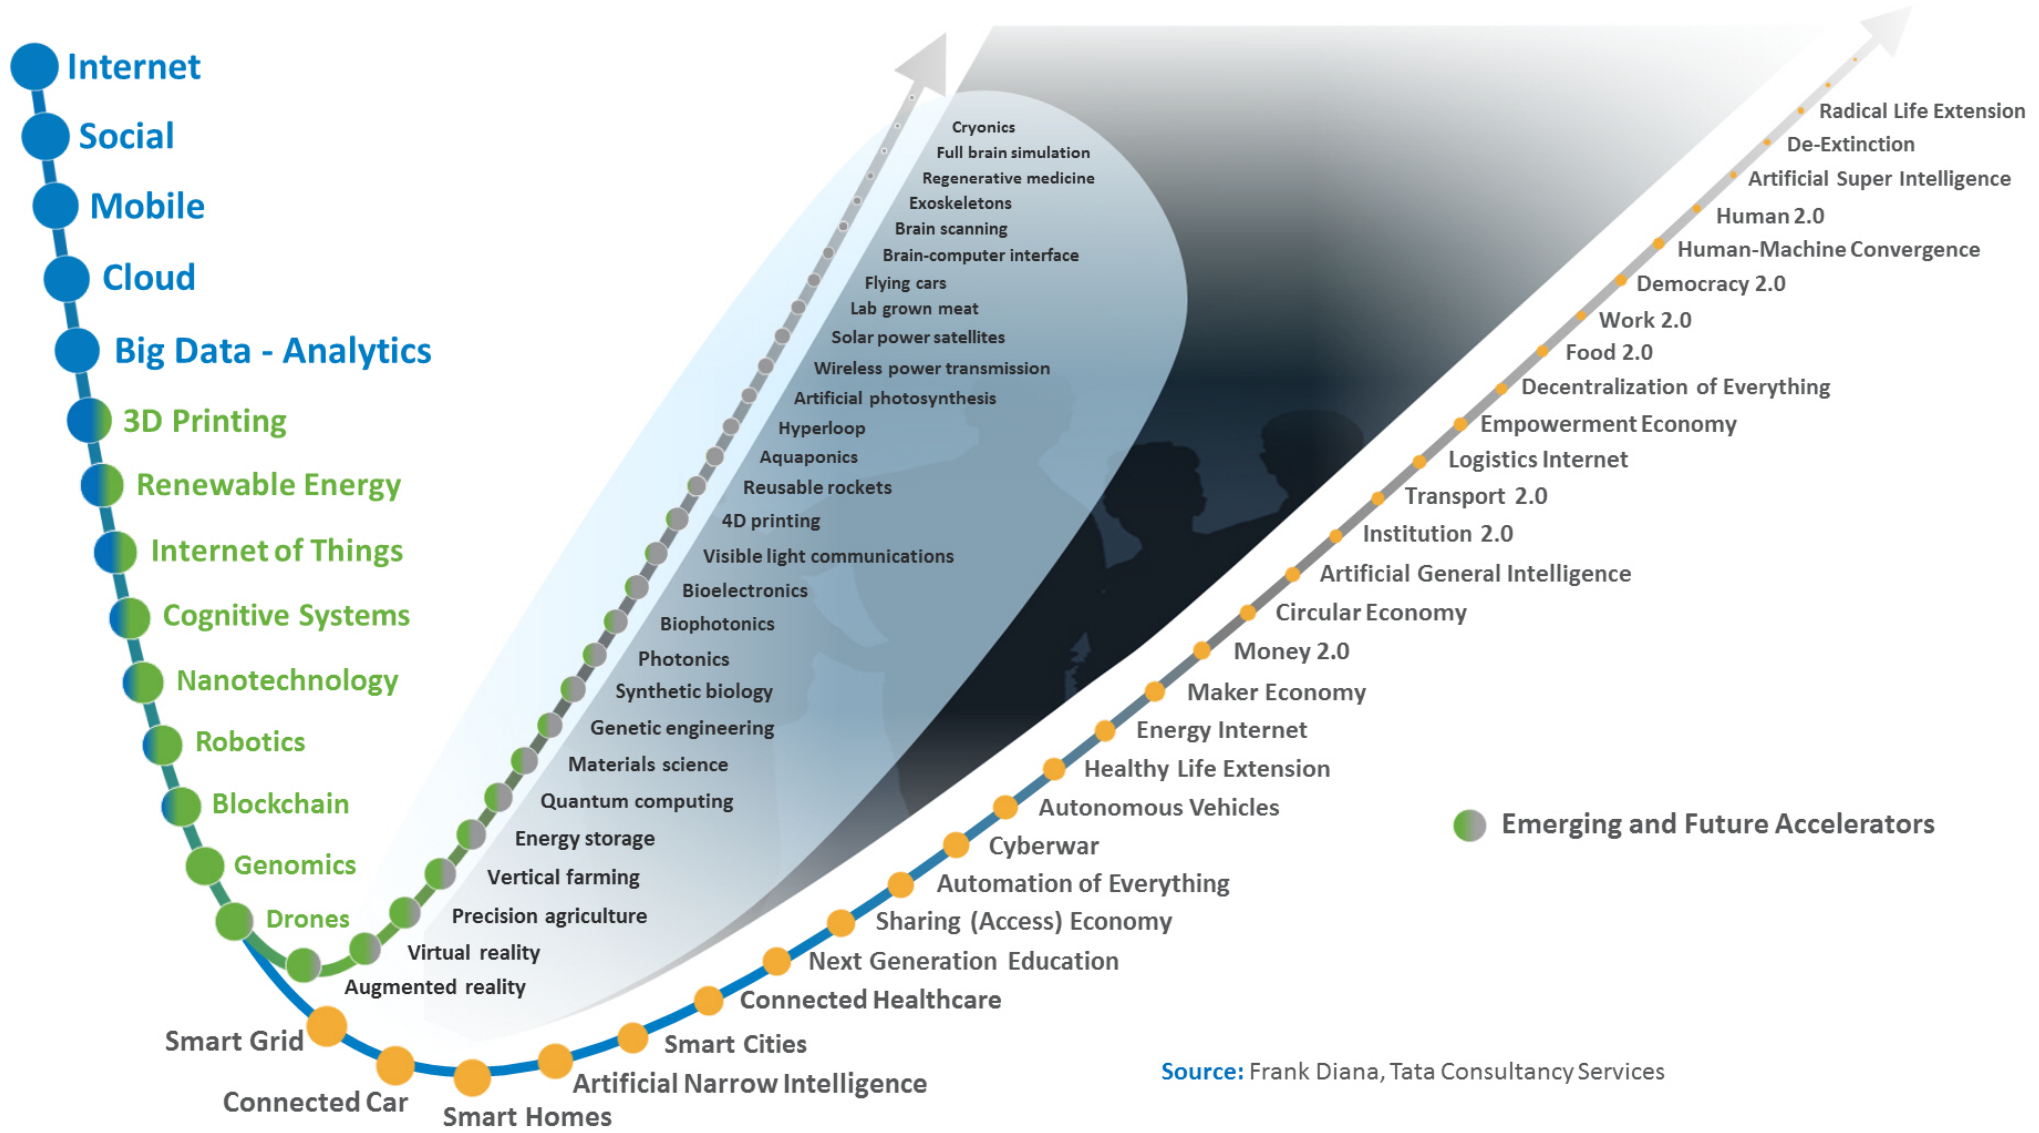 Internet
Social
Mobile
Cloud
Big Data - Analytics
3D Printing
Renewable Energy
Internet of Things
Cognitive Systems
Nanotechnology
Robotics
Blockchain
Genomics
Drones
Cryonics
Full brain simulation
Regenerative medicine
Exoskeletons
Brain scanning
Brain-computer interface
Flying cars
Lab grown meat
Solar power satellites
Wireless power transmission
Artificial photosynthesis
Hyperloop
Aquaponics
Reusable rockets
4D printing
Visible light communications
Bioelectronics
Biophotonics
Photonics
Synthetic biology
Genetic engineering
Materials science
Quantum computing
Energy storage
Vertical farming
Precision agriculture
Virtual reality
Augmented reality
Radical Life Extension
De-Extinction
Artificial Super Intelligence
Human 2.0
Human-Machine Convergence
Democracy 2.0
Work 2.0
Food 2.0
Decentralization of Everything
Empowerment Economy
Logistics Internet
Transport 2.0
Institution 2.0
Artificial General Intelligence
Circular Economy
Money 2.0
Maker Economy
Energy Internet
Healthy Life Extension
Autonomous Vehicles
Cyberwar
Automation of Everything
Sharing (Access) Economy
Next Generation Education
Connected Healthcare
Smart Cities
Artificial Narrow Intelligence
Smart Homes
Connected Car
Smart Grid
Emerging and Future Accelerators
Source: Frank Diana, Tata Consultancy Services